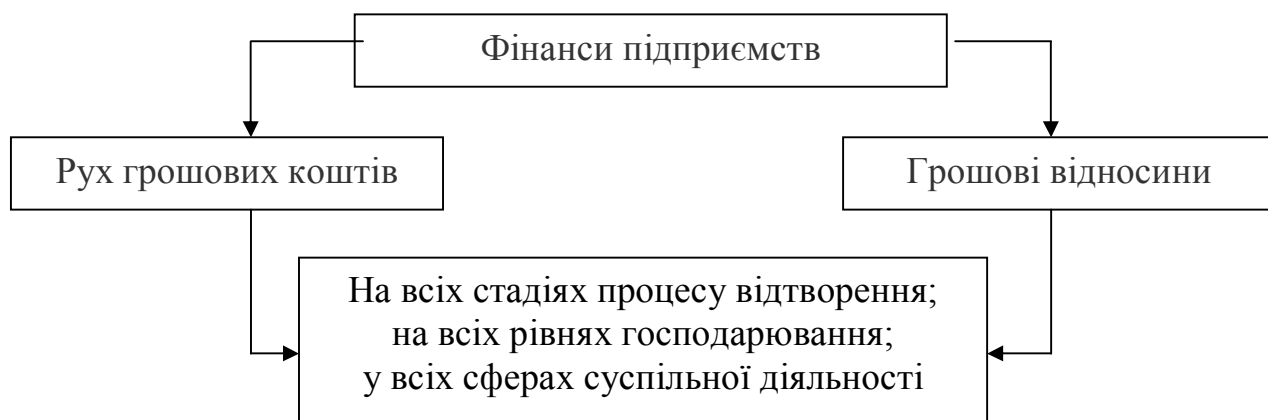 Фінанси підприємств
Рух грошових коштів
Грошові відносини
На всіх стадіях процесу відтворення;
на всіх рівнях господарювання;
у всіх сферах суспільної діяльності